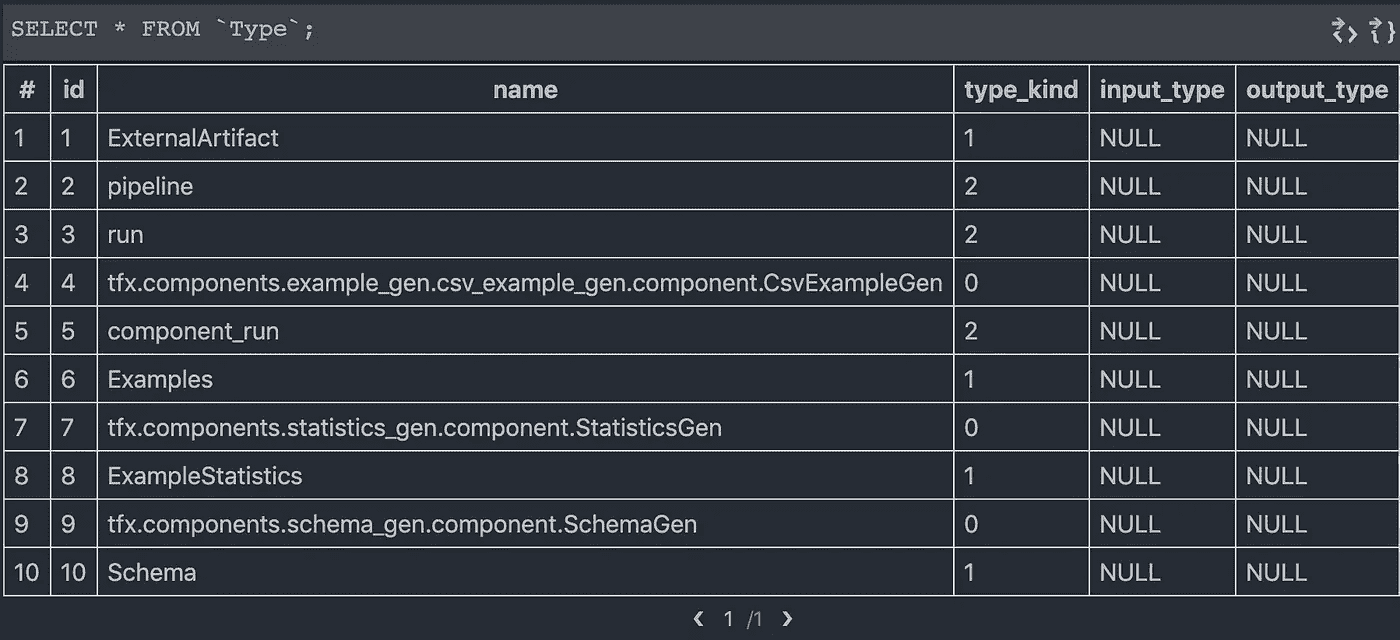 SELECT * FROM `Type`;
# id name type_kind input_type output_type
1 1 ExternalArtifact 1 NULL NULL
2 2 pipeline 2 NULL NULL
3 3 run 2 NULL NULL
4 4 tfx.components.example_gen.csv_example_gen.component.CsvExampleGen 0 NULL NULL
5 5 component_run 2 NULL NULL
6 6 Examples 1 NULL NULL
7 7 tfx.components.statistics_gen.component.StatisticsGen 0 NULL NULL
8 8 ExampleStatistics 1 NULL NULL
9 9 tfx.components.schema_gen.component.SchemaGen 0 NULL NULL
10 10 Schema 1 NULL NULL
‹ 1 /1 ›